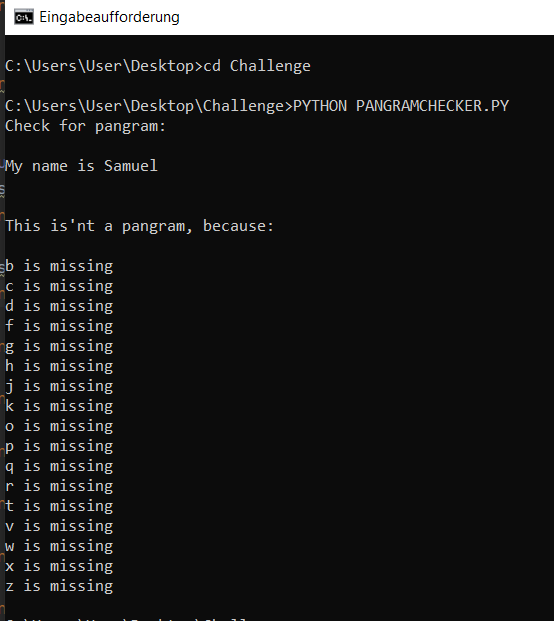 Eingabeaufforderung
C:\Users\User\Desktop>cd Challenge
C:\Users\User\Desktop\Challenge>PYTHON PANGRAMCHECKER.PY
Check for pangram:
My name is Samuel
This is'nt a pangram, because:
b is missing
c is missing
d is missing
f is missing
g is missing
h is missing
j is missing
k is missing
o is missing
p is missing
q is missing
r is missing
t is missing
v is missing
w is missing
x is missing
z is missing